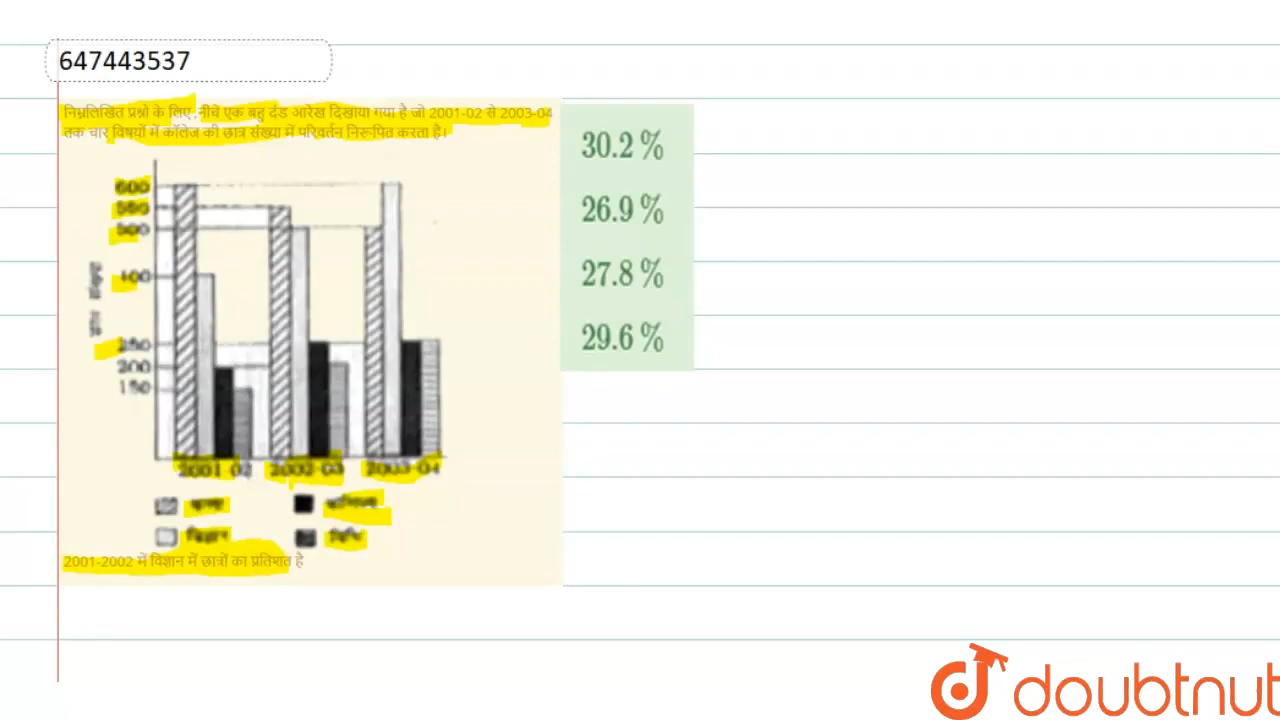 647443537
निम्नलिखित प्रश्नो के लिए ,नीचे एक बहु दंड आरेख दिखाया गया है जो 2001-02 से 2003-04
तक चार विषयों में कॉलेज की छात्र संख्या में परिवर्तन निरूपित करता है।
30.2 %
26.9 %
27.8 %
29.6 %
600
550
500
400
250
200
150
छात्र संख्या
2001-02 2002-03 2003-04
कला वाणिज्य
विज्ञान विधि
2001-2002 में विज्ञान में छात्रों का प्रतिशत है
doubtnut